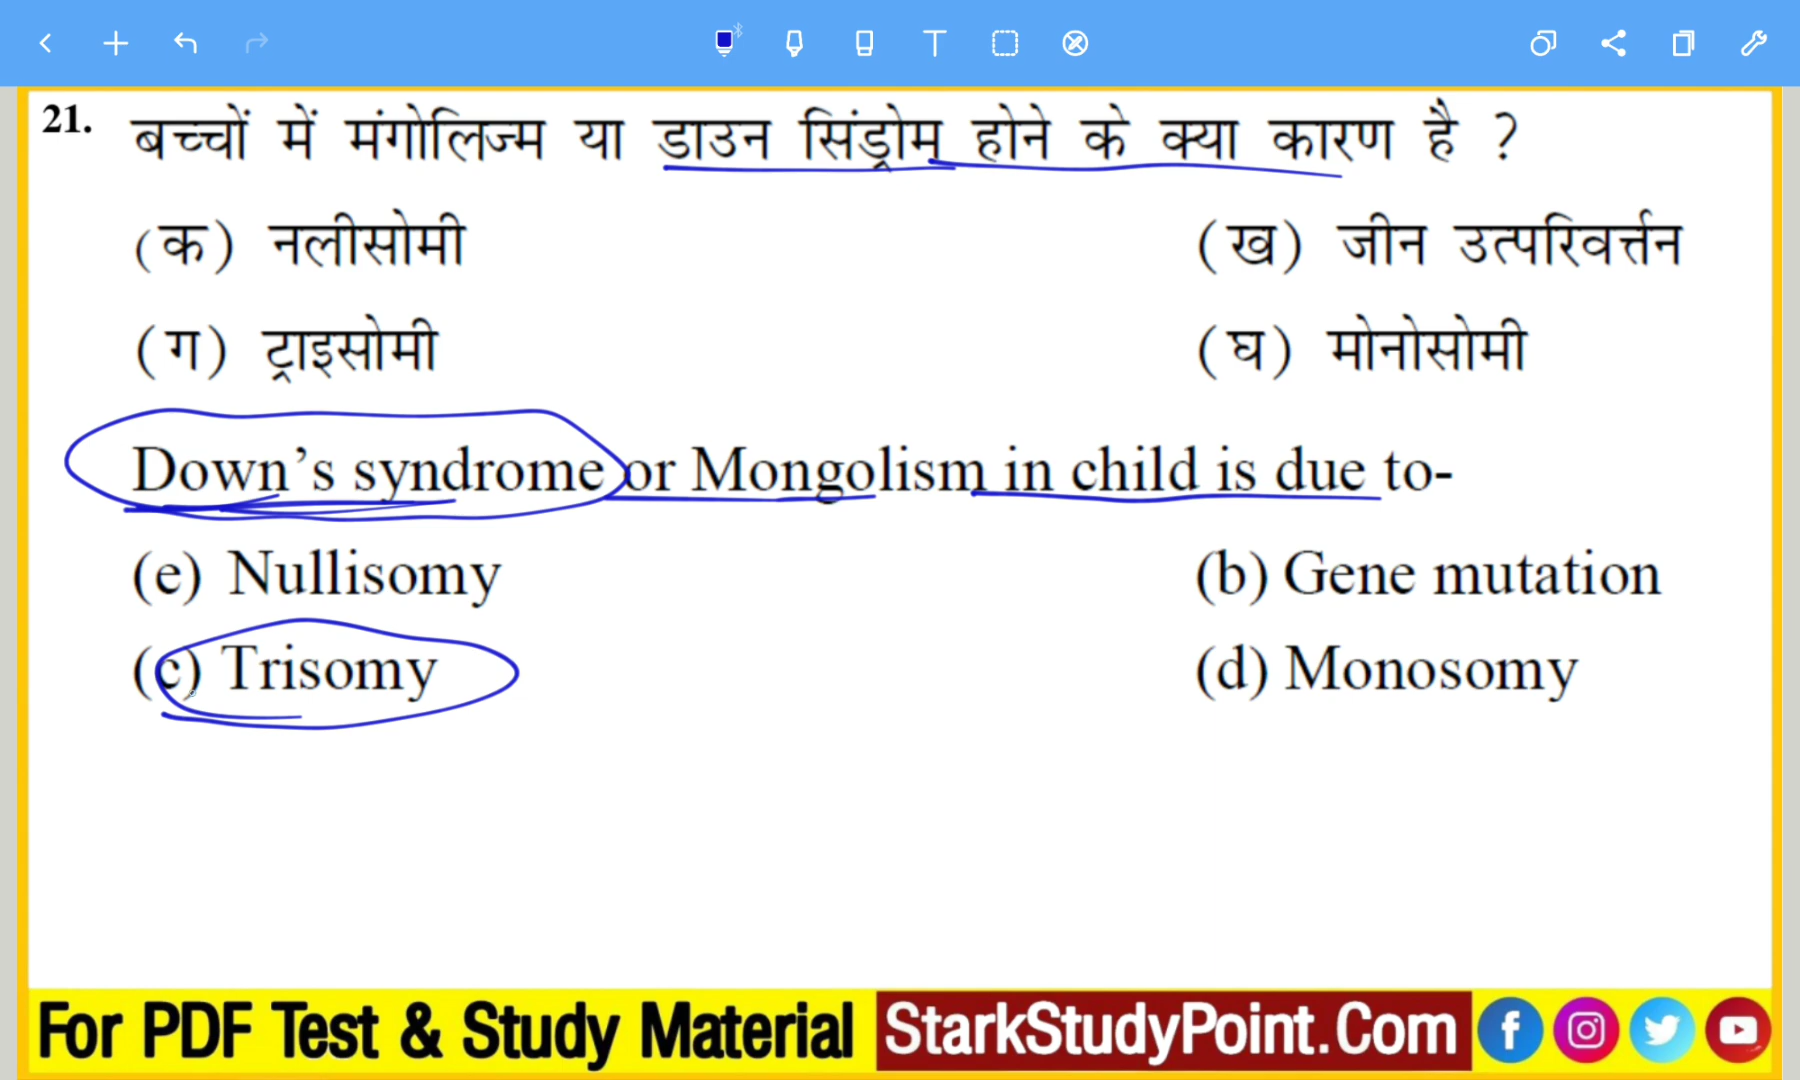 21. बच्चों में मंगोलिज्म या डाउन सिंड्रोम होने के क्या कारण है ?
(क) नलीसोमी (ख) जीन उत्परिवर्त्तन
(ग) ट्राइसोमी (घ) मोनोसोमी
Down’s syndrome or Mongolism in child is due to-
(e) Nullisomy (b) Gene mutation
(c) Trisomy (d) Monosomy
For PDF Test & Study Material StarkStudyPoint.Com